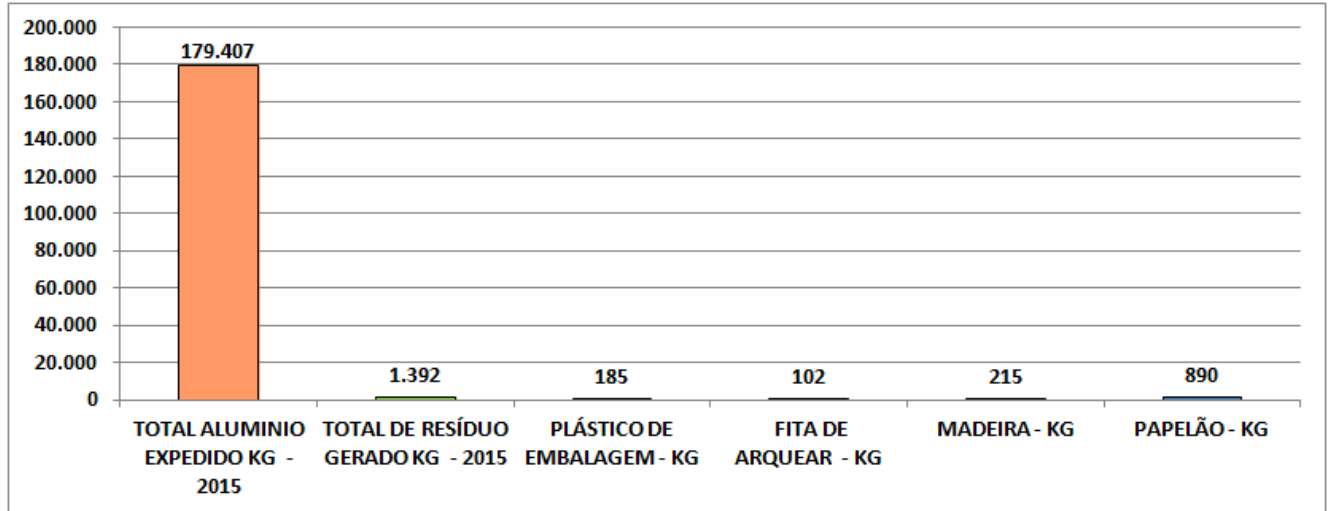 200.000
180.000
160.000
140.000
120.000
100.000
80.000
60.000
40.000
20.000
0
179.407
1.392
185
102
215
890
TOTAL ALUMINIO
EXPEDIDO KG - 
2015
TOTAL DE RESÍDUO
GERADO KG - 2015
PLÁSTICO DE
EMBALAGEM - KG
FITA DE
ARQUEAR - KG
MADEIRA - KG
PAPELÃO - KG